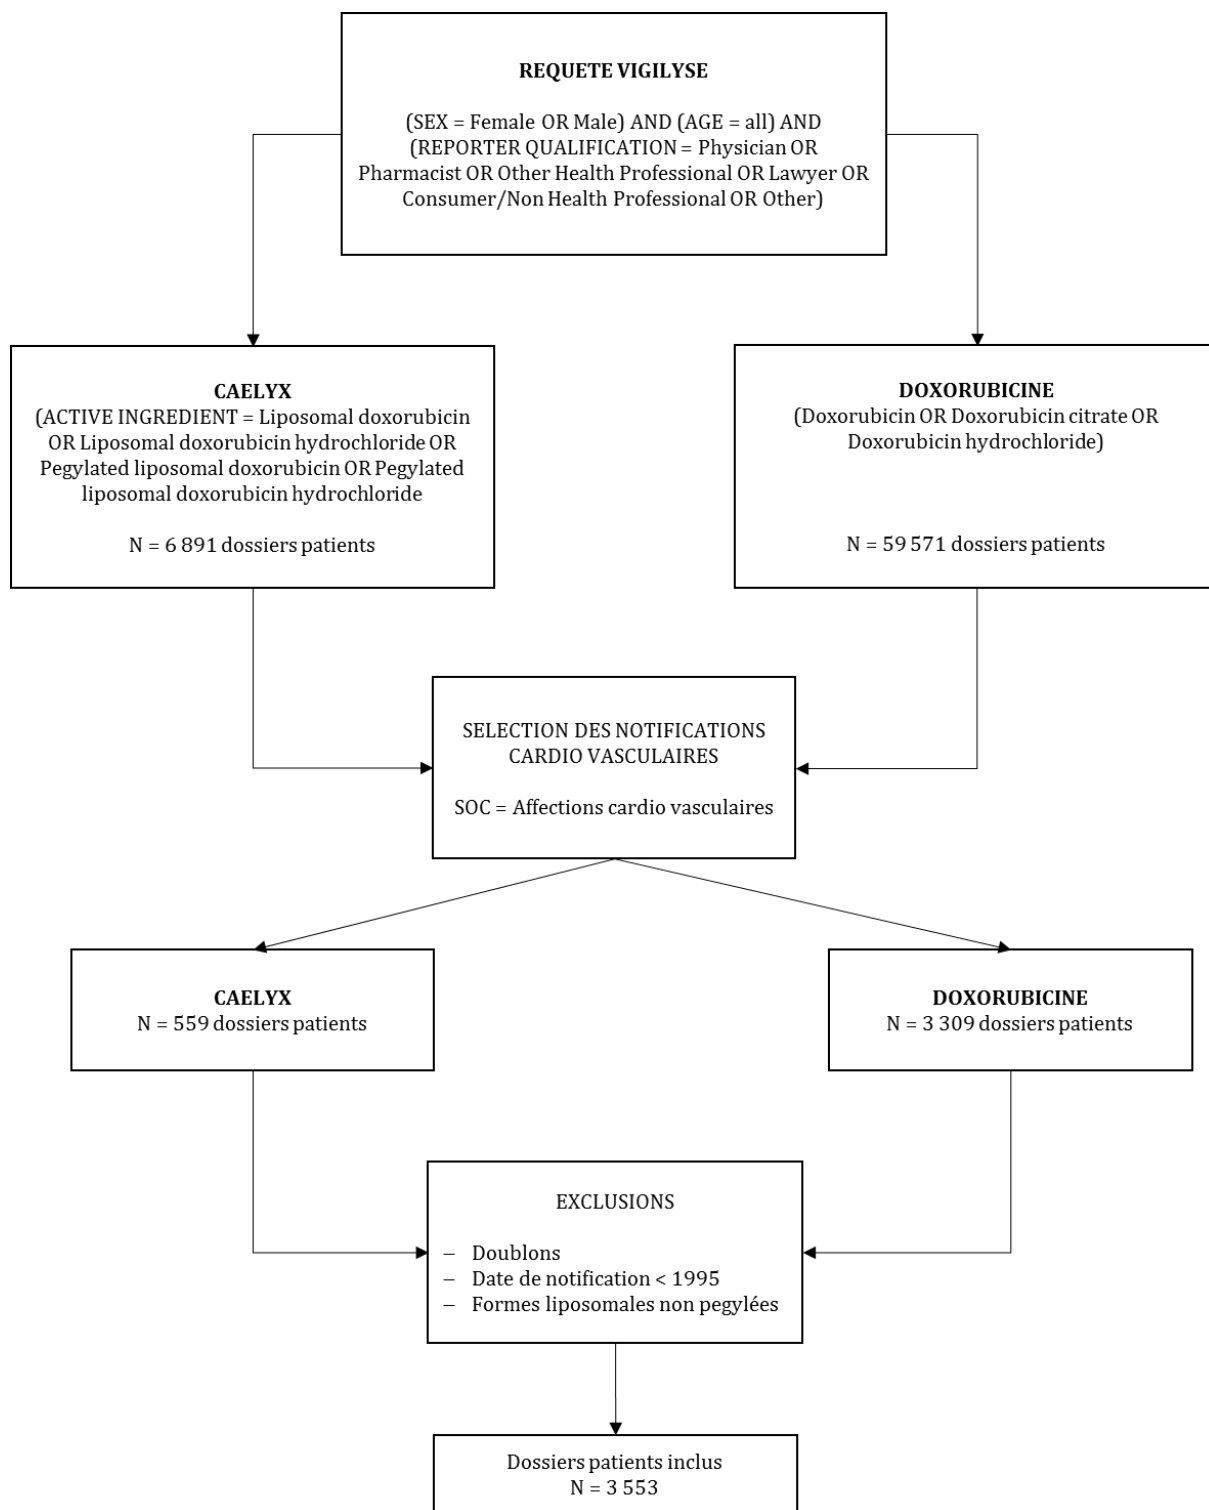 REQUETE VIGILYSE
(SEX = Female OR Male) AND (AGE = all) AND
(REPORTER QUALIFICATION = Physician OR
Pharmacist OR Other Health Professional OR Lawyer OR
Consumer/Non Health Professional OR Other)
CAELYX
(ACTIVE INGREDIENT = Liposomal doxorubicin
OR Liposomal doxorubicin hydrochloride OR
Pegylated liposomal doxorubicin OR Pegylated
liposomal doxorubicin hydrochloride
N = 6 891 dossiers patients
DOXORUBICINE
(Doxorubicin OR Doxorubicin citrate OR
Doxorubicin hydrochloride)
N = 59 571 dossiers patients
SELECTION DES NOTIFICATIONS
CARDIO VASCULAIRES
SOC = Affections cardio vasculaires
CAELYX
N = 559 dossiers patients
DOXORUBICINE
N = 3 309 dossiers patients
EXCLUSIONS
– Doublons
– Date de notification < 1995
– Formes liposomales non pegylées
Dossiers patients inclus
N = 3 553